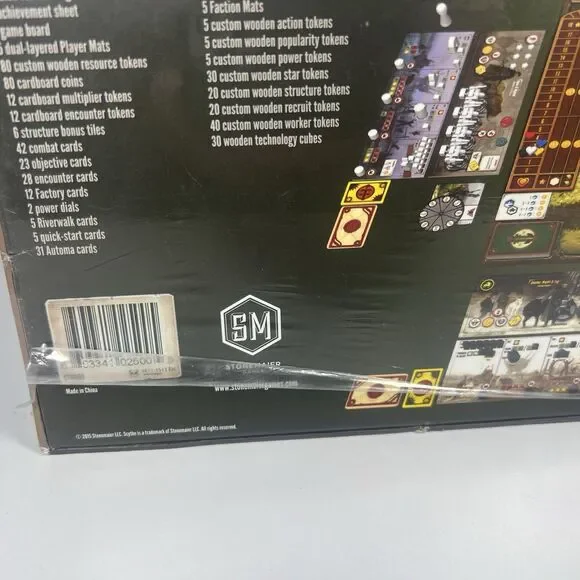 achievement sheet
game board
dual-layered Player Mats
80 custom wooden resource tokens
80 cardboard coins
12 cardboard multiplier tokens
12 cardboard encounter tokens
6 structure bonus tiles
42 combat cards
23 objective cards
28 encounter cards
12 Factory cards
2 power dials
5 Riverwalk cards
5 quick-start cards
31 Automa cards
5 Faction Mats
5 custom wooden action tokens
5 custom wooden popularity tokens
5 custom wooden power tokens
30 custom wooden star tokens
20 custom wooden structure tokens
20 custom wooden recruit tokens
40 custom wooden worker tokens
30 wooden technology cubes
SM
STONEMAIER
GAMES
www.stonemaiergames.com
Made in China
© 2015 Stonemaier LLC. Scythe is a trademark of Stonemaier LLC. All rights reserved.